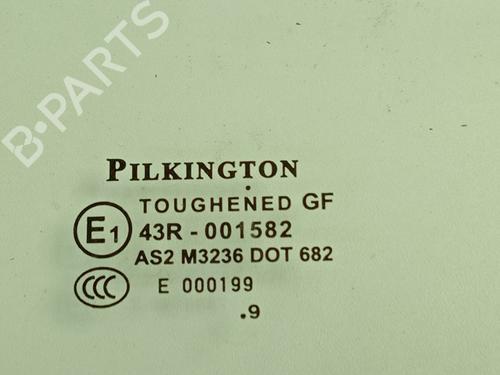 B-PARTS
PILKINGTON
TOUGHENED GF
E1 43R - 001582
AS2 M3236 DOT 682
CCC E 000199
.9